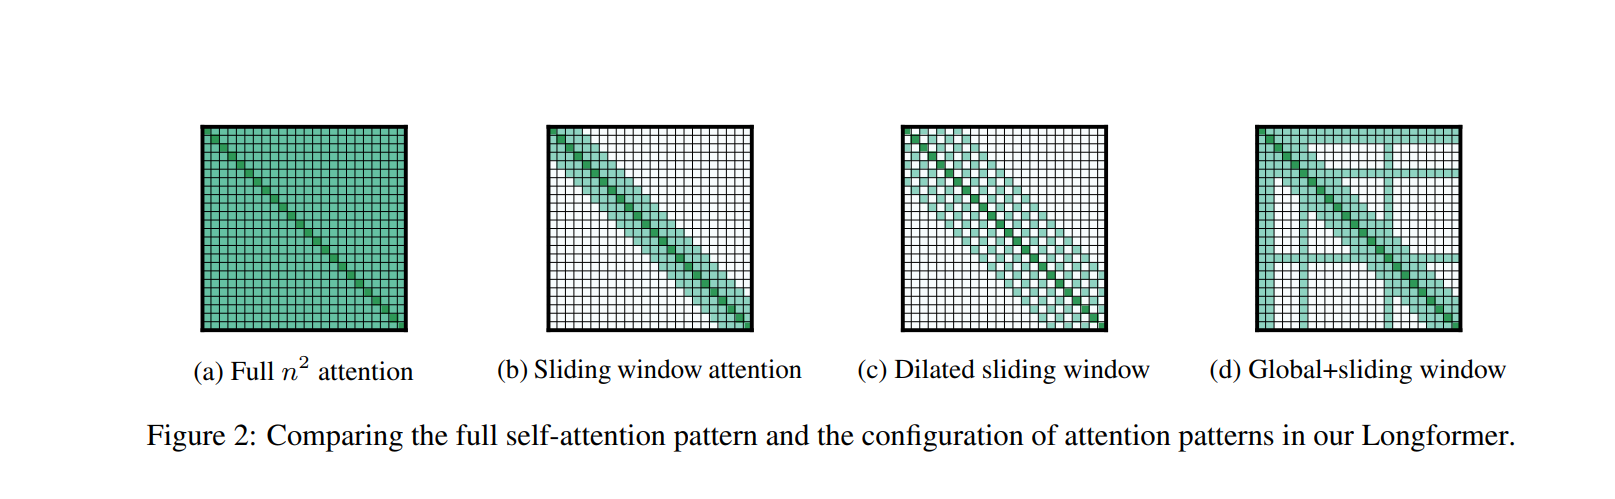 (a) Full n² attention
(b) Sliding window attention
(c) Dilated sliding window
(d) Global+sliding window
Figure 2: Comparing the full self-attention pattern and the configuration of attention patterns in our Longformer.